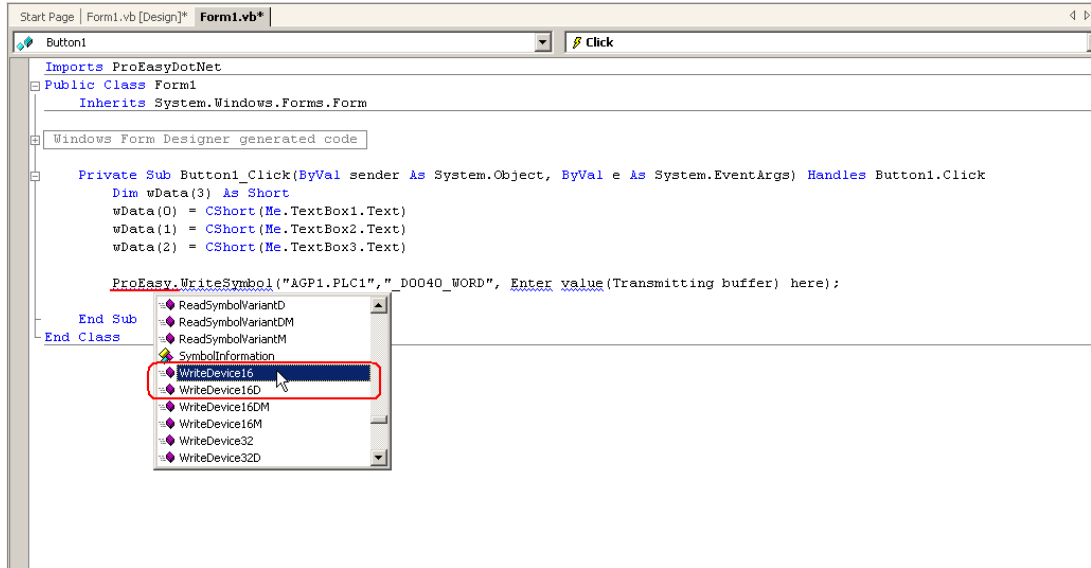 Start Page Form1.vb [Design]* Form1.vb*
Button1 Click
Imports ProEasyDotNet
Public Class Form1
Inherits System.Windows.Forms.Form
Windows Form Designer generated code
Private Sub Button1_Click(ByVal sender As System.Object, ByVal e As System.EventArgs) Handles Button1.Click
Dim wData(3) As Short
wData(0) = CShort(Me.TextBox1.Text)
wData(1) = CShort(Me.TextBox2.Text)
wData(2) = CShort(Me.TextBox3.Text)
ProEasy.WriteSymbol("AGP1.PLC1","_D0040_WORD", Enter value(Transmitting buffer) here);
ReadSymbolVariantD
End Sub ReadSymbolVariantDM
End Class ReadSymbolVariantM
SymbolInformation
WriteDevice16
WriteDevice16D
WriteDevice16DM
WriteDevice16M
WriteDevice32
WriteDevice32D